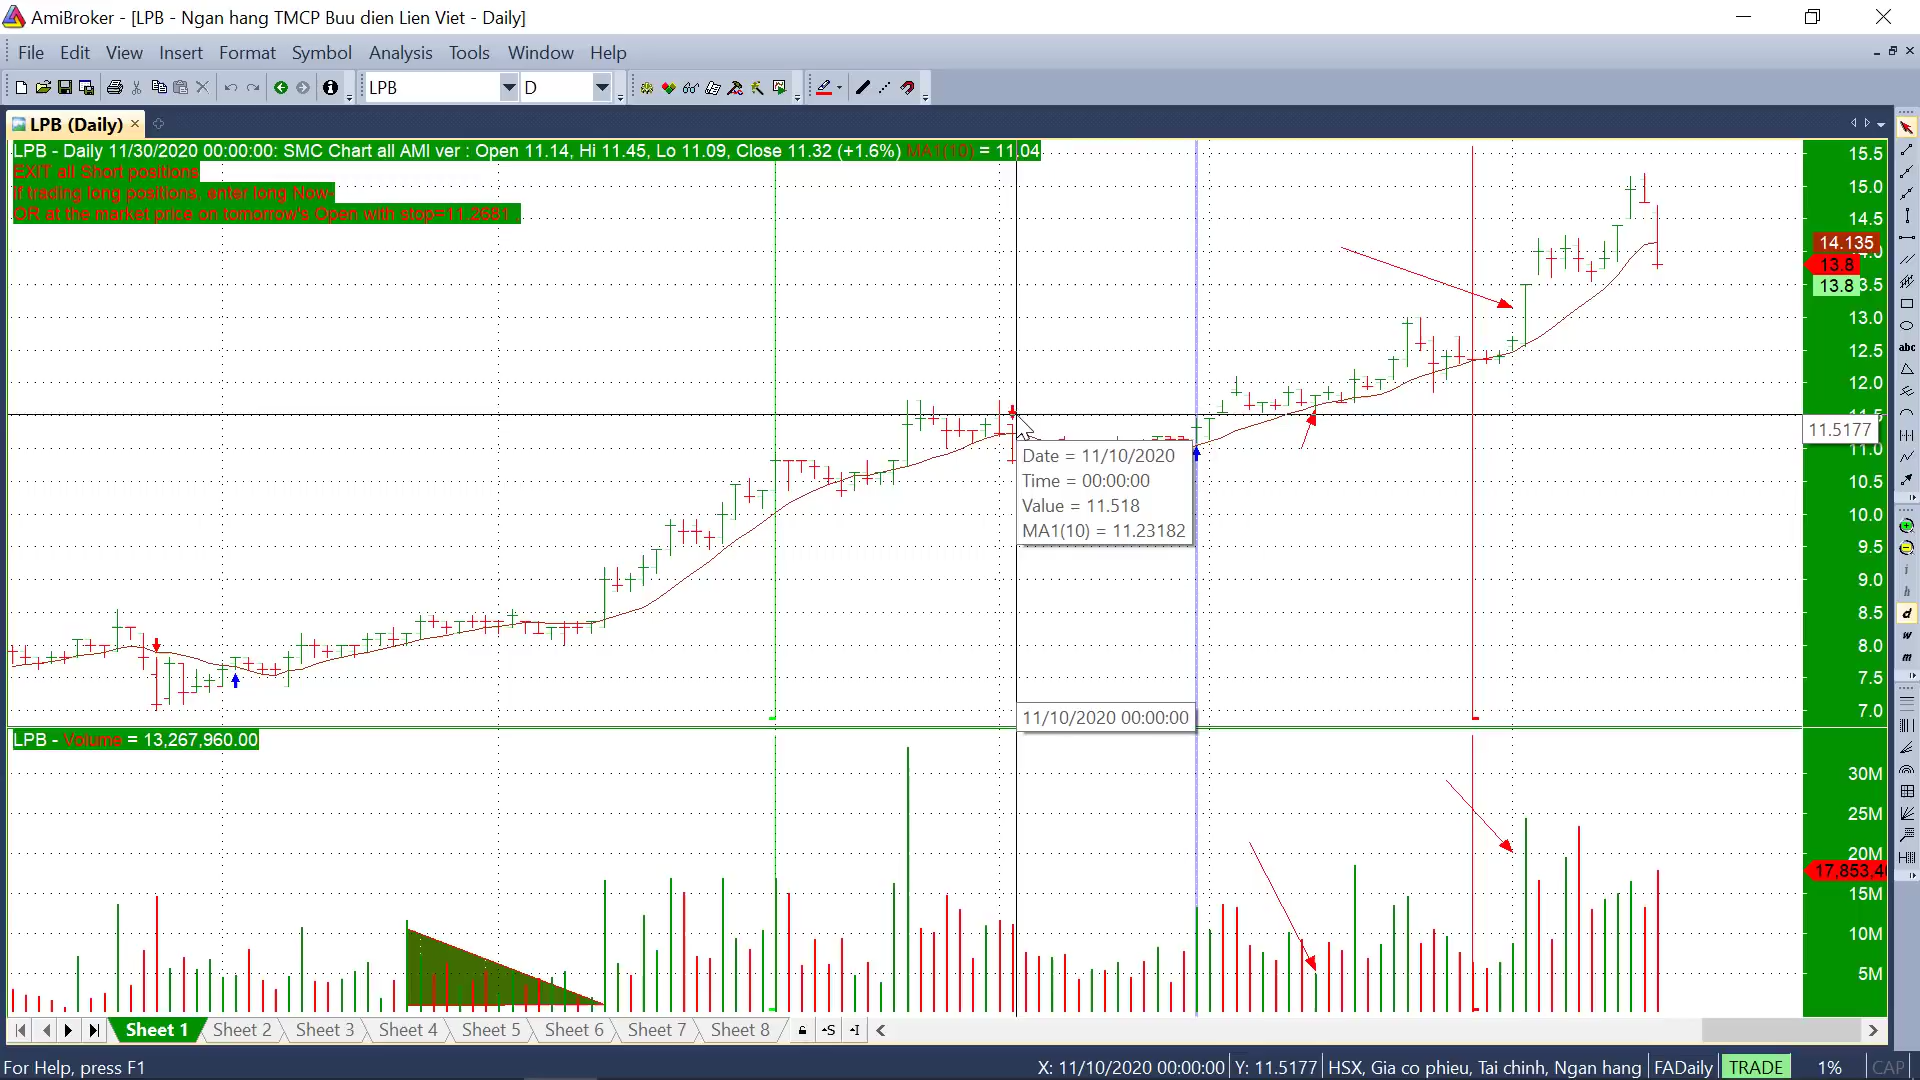 AmiBroker - [LPB - Ngan hang TMCP Buu dien Lien Viet - Daily]
File Edit View Insert Format Symbol Analysis Tools Window Help
LPB D
LPB (Daily)
LPB - Daily 11/30/2020 00:00:00: SMC Chart all AMI ver : Open 11.14, Hi 11.45, Lo 11.09, Close 11.32 (+1.6%) MA1(10) = 11.04
EXIT all Short positions
If trading long positions, enter long Now-
OR at the market price on tomorrow's Open with stop=11.2681
15.5
15.0
14.5
14.135
13.8
13.8
13.0
12.5
12.0
11.5177
11.0
10.5
10.0
9.5
9.0
8.5
8.0
7.5
7.0
Date = 11/10/2020
Time = 00:00:00
Value = 11.518
MA1(10) = 11.23182
11/10/2020 00:00:00
LPB - Volume = 13,267,960.00
30M
25M
20M
15M
10M
5M
abc
i
h
d
w
m
Sheet 1 Sheet 2 Sheet 3 Sheet 4 Sheet 5 Sheet 6 Sheet 7 Sheet 8
For Help, press F1
X: 11/10/2020 00:00:00 Y: 11.5177 HSX, Gia co phieu, Tai chinh, Ngan hang FADaily TRADE 1% CAP